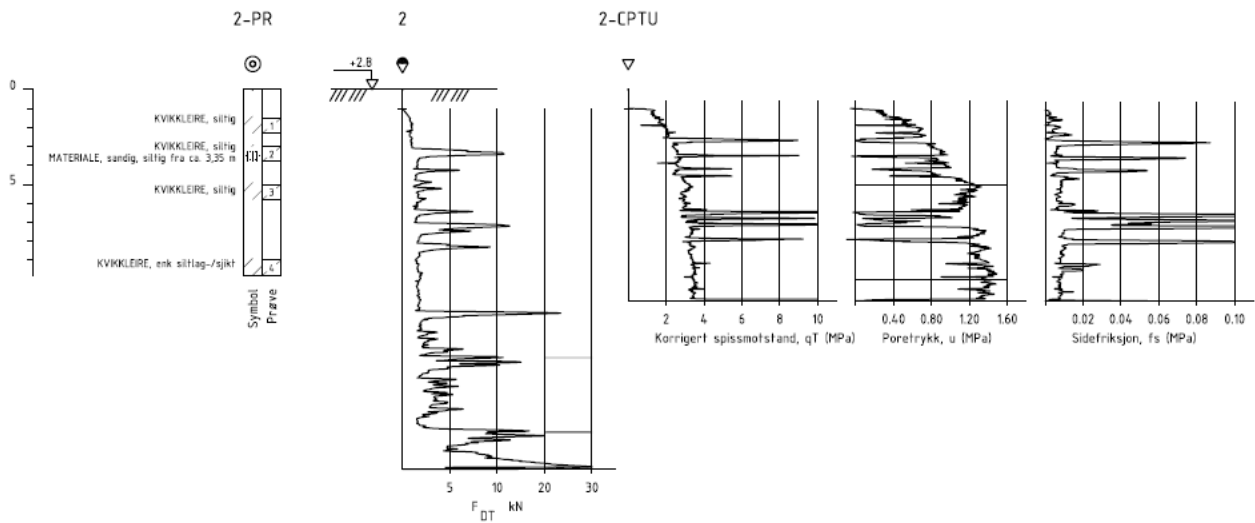 2-PR 2 2-CPTU
+2.8
0
KVIKKLEIRE, siltig
1
KVIKKLEIRE, siltig
MATERIALE, sandig, siltig fra ca. 3,35 m
2
5
KVIKKLEIRE, siltig
3
KVIKKLEIRE, enk siltlag-/sjikt
4
Symbol
Prøve
5 10 20 30
F DT kN
2 4 6 8 10
Korrigert spissmotstand, qT (MPa)
0.40 0.80 1.20 1.60
Poretrykk, u (MPa)
0.02 0.04 0.06 0.08 0.10
Sidefriksjon, fs (MPa)